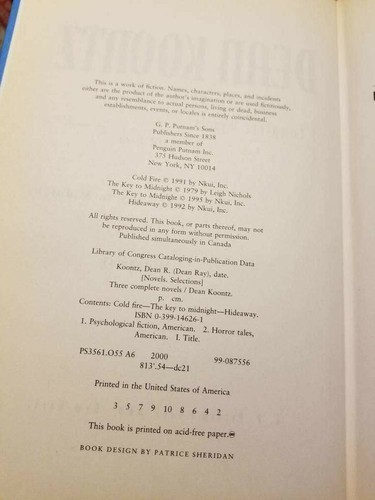 This is a work of fiction. Names, characters, places, and incidents
either are the product of the author's imagination or are used fictitiously,
and any resemblance to actual persons, living or dead, business
establishments, events, or locales is entirely coincidental.
G. P. Putnam's Sons
Publishers Since 1838
a member of
Penguin Putnam Inc.
375 Hudson Street
New York, NY 10014
Cold Fire © 1991 by Nkui, Inc.
The Key to Midnight © 1979 by Leigh Nichols
The Key to Midnight © 1995 by Nkui, Inc.
Hideaway © 1992 by Nkui, Inc.
All rights reserved. This book, or parts thereof, may not
be reproduced in any form without permission.
Published simultaneously in Canada
Library of Congress Cataloging-in-Publication Data
Koontz, Dean R. (Dean Ray), date.
[Novels. Selections]
Three complete novels / Dean Koontz.
p. cm.
Contents: Cold fire—The key to midnight—Hideaway.
ISBN 0-399-14626-1
1. Psychological fiction, American. 2. Horror tales,
American. I. Title.
PS3561.O55 A6 2000 99-087556
813'.54—dc21
Printed in the United States of America
3 5 7 9 10 8 6 4 2
This book is printed on acid-free paper.
BOOK DESIGN BY PATRICE SHERIDAN